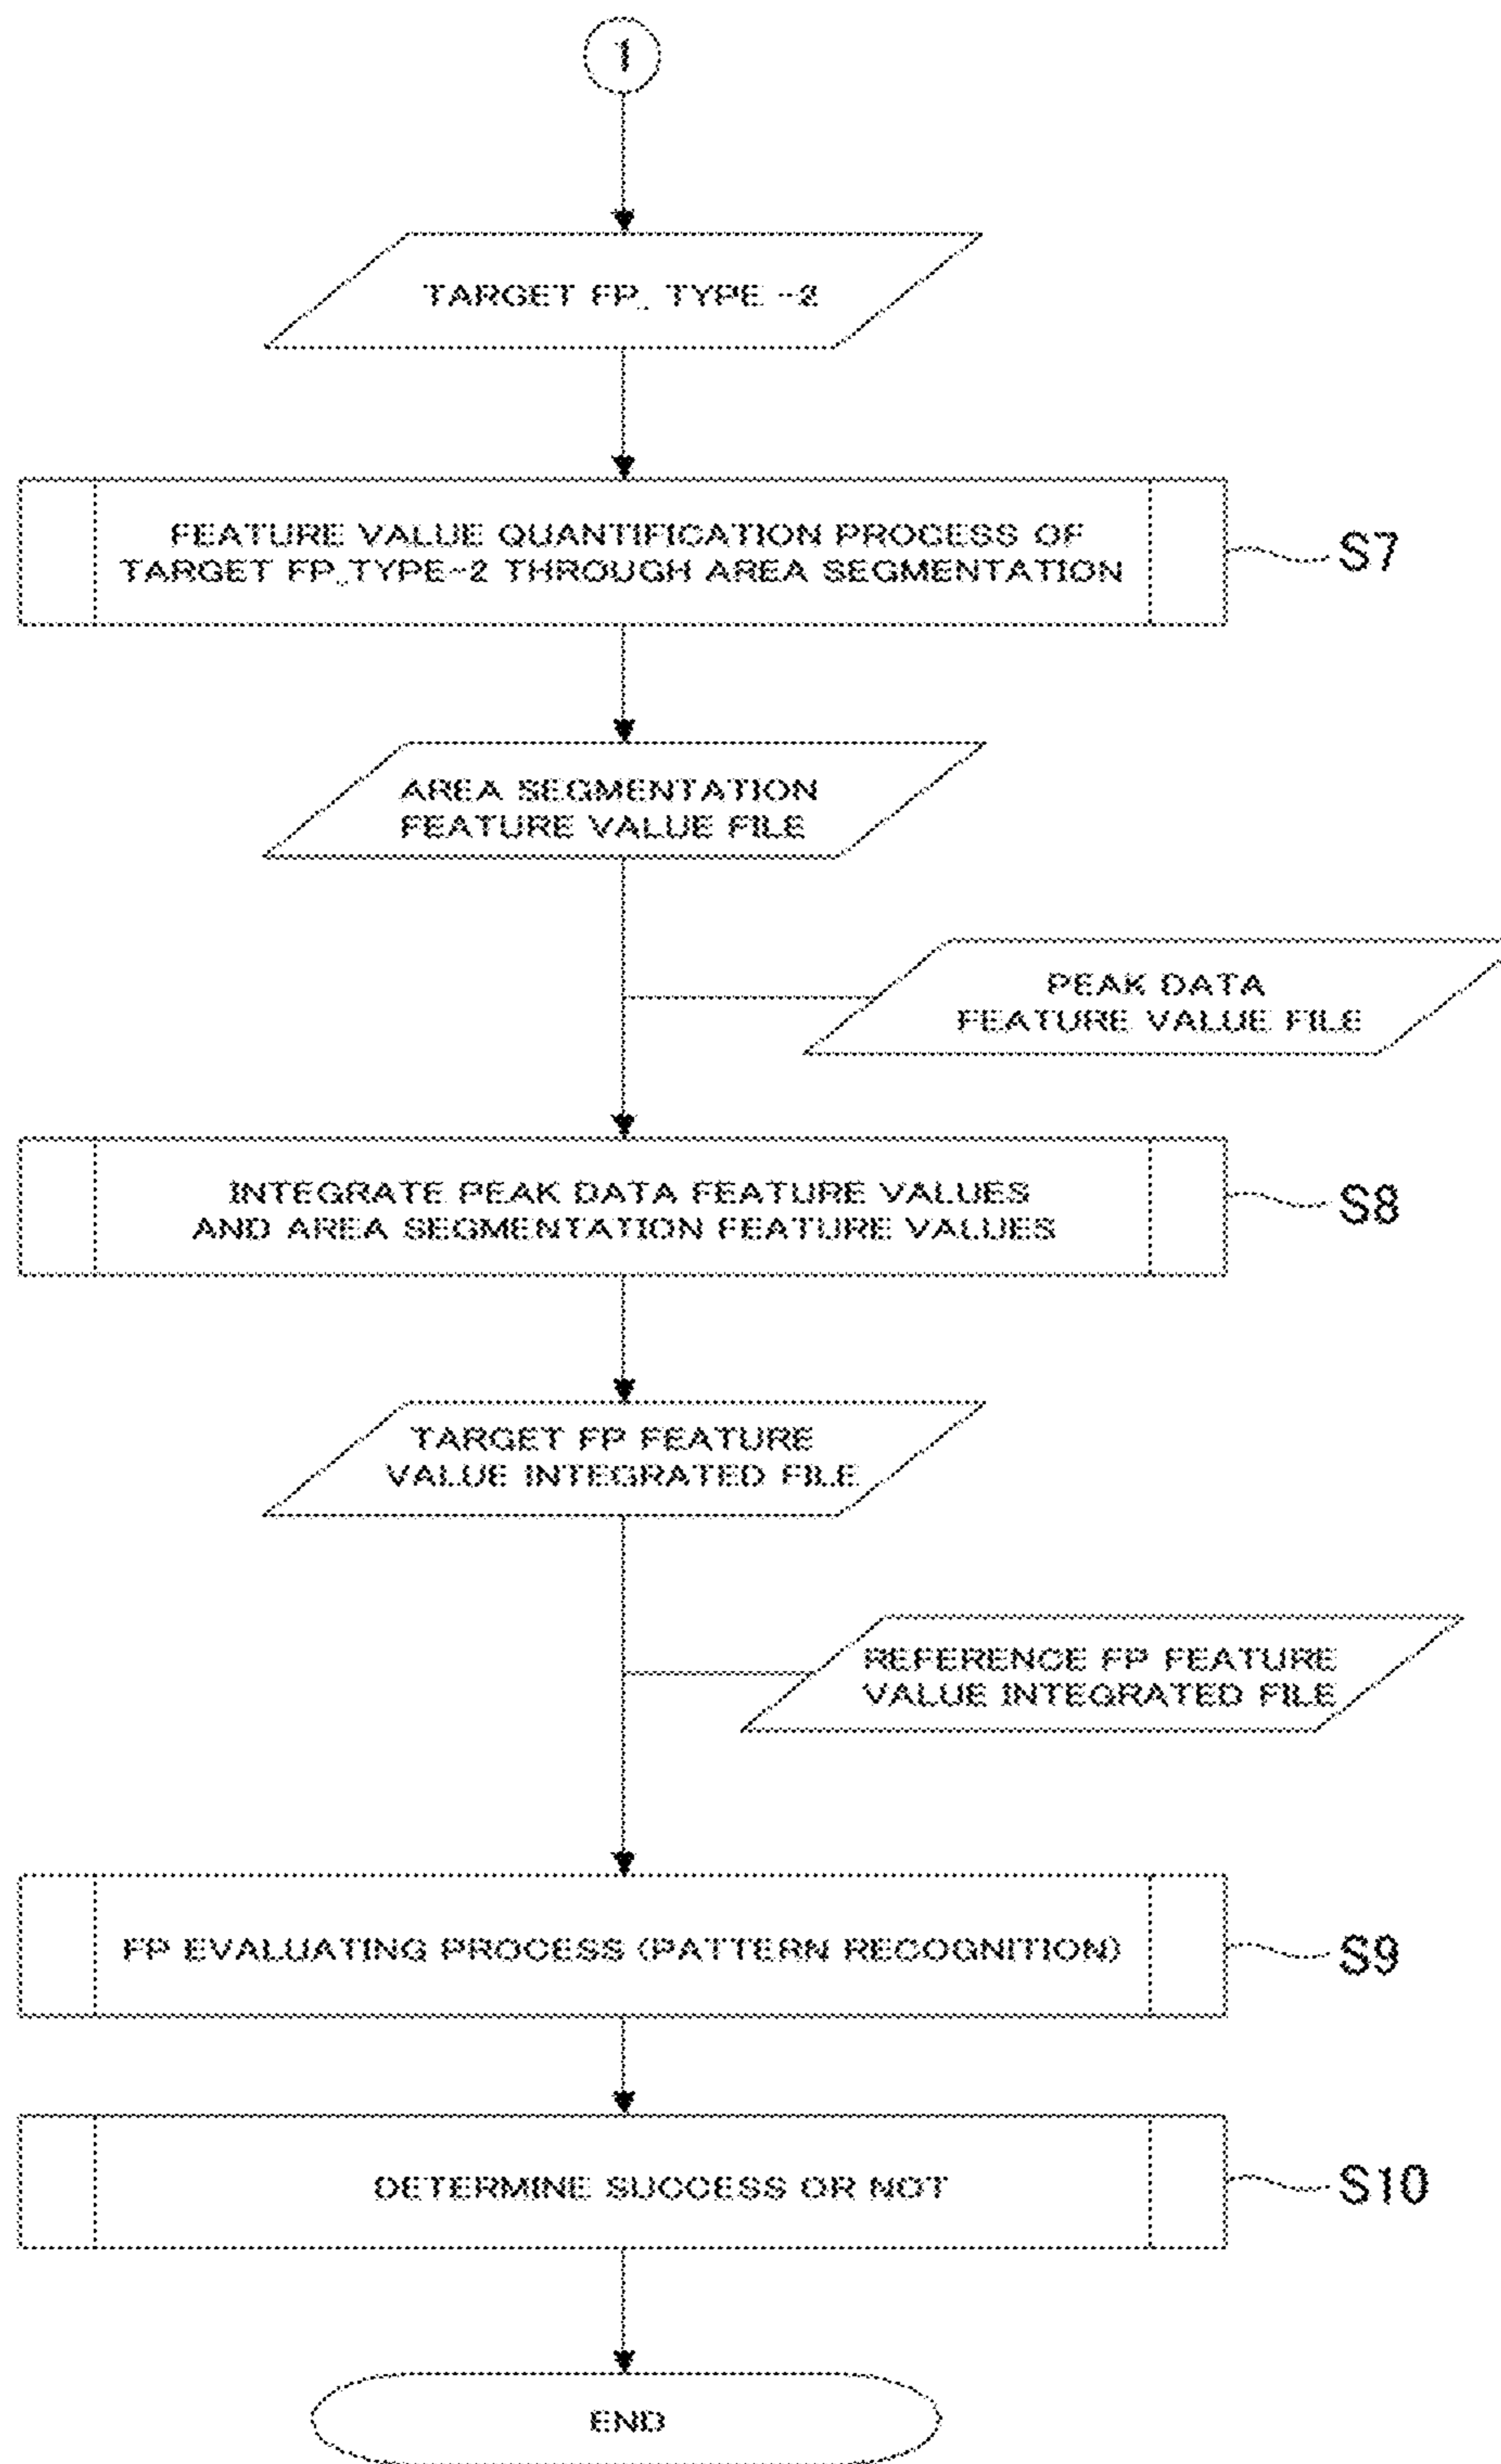 1
TARGET FP_ TYPE -2
FEATURE VALUE QUANTIFICATION PROCESS OF
TARGET FP_TYPE-2 THROUGH AREA SEGMENTATION
S7
AREA SEGMENTATION
FEATURE VALUE FILE
PEAK DATA
FEATURE VALUE FILE
INTEGRATE PEAK DATA FEATURE VALUES
AND AREA SEGMENTATION FEATURE VALUES
S8
TARGET FP FEATURE
VALUE INTEGRATED FILE
REFERENCE FP FEATURE
VALUE INTEGRATED FILE
FP EVALUATING PROCESS (PATTERN RECOGNITION)
S9
DETERMINE SUCCESS OR NOT
S10
END